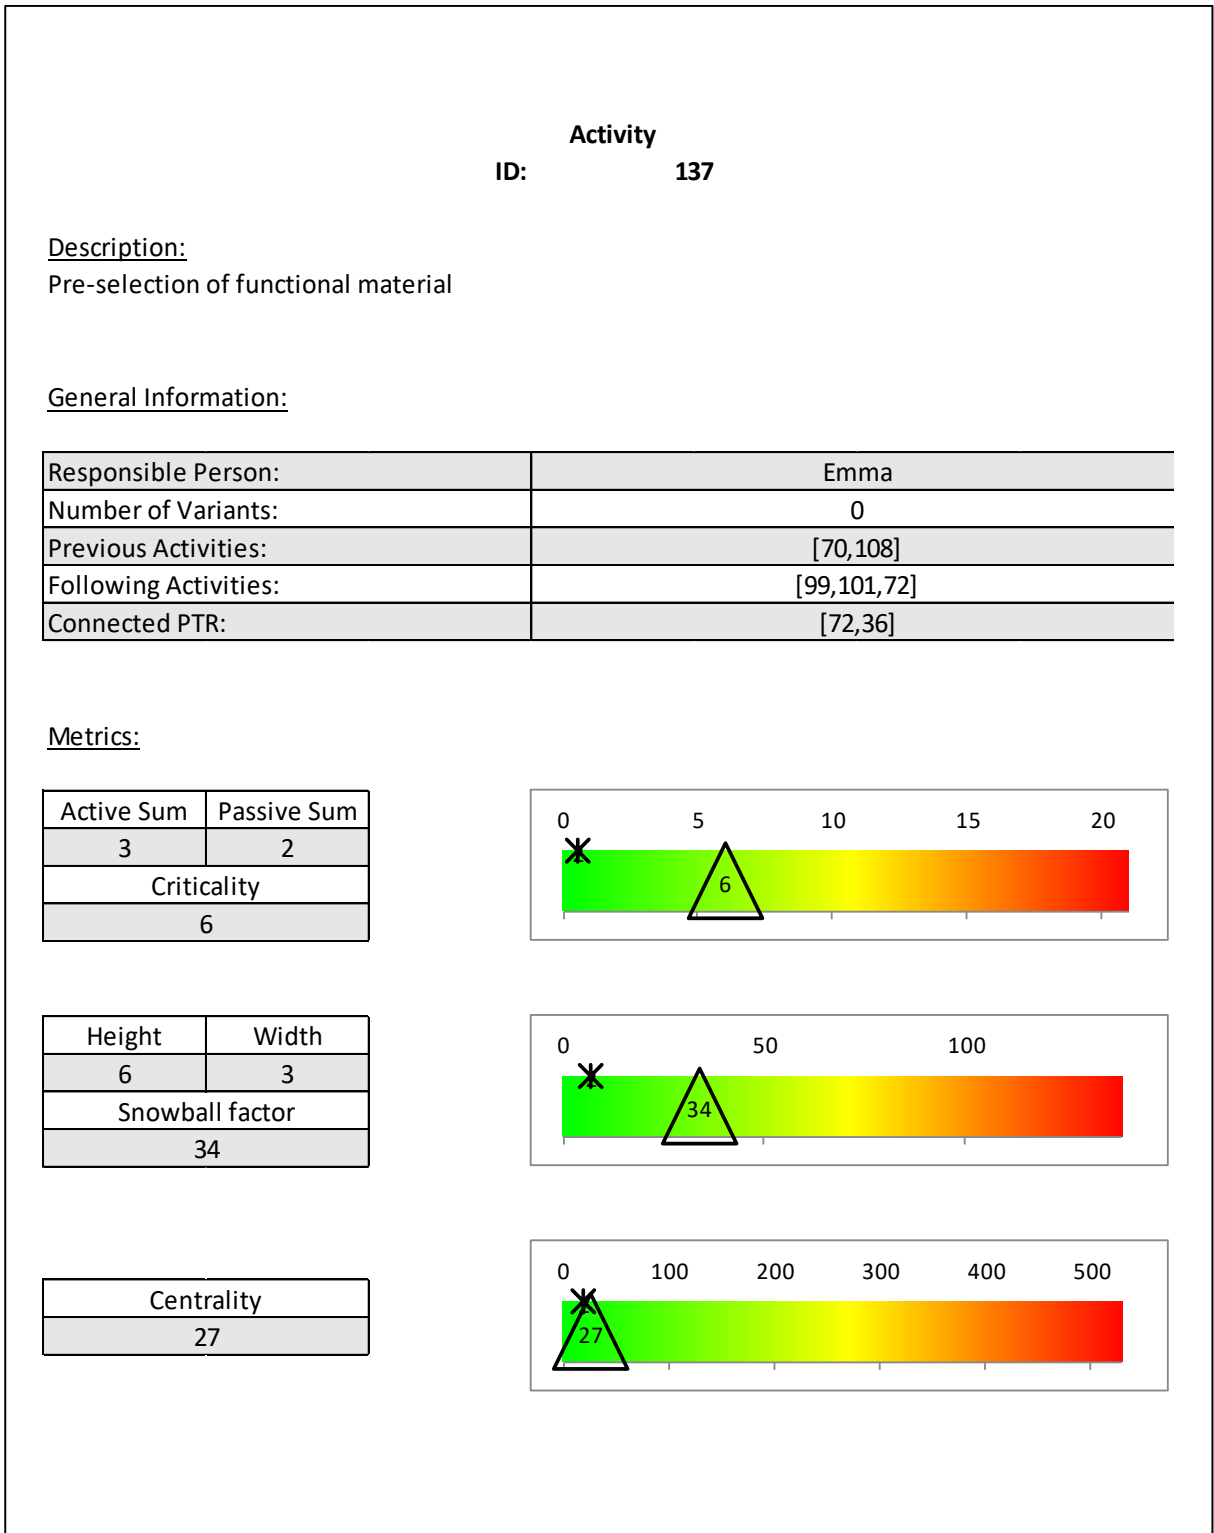 Activity
ID: 137
Description:
Pre-selection of functional material
General Information:
Responsible Person: Emma
Number of Variants: 0
Previous Activities: [70,108]
Following Activities: [99,101,72]
Connected PTR: [72,36]
Metrics:
Active Sum Passive Sum
3 2
Criticality
6
0 5 10 15 20
6
Height Width
6 3
Snowball factor
34
0 50 100
34
Centrality
27
0 100 200 300 400 500
27